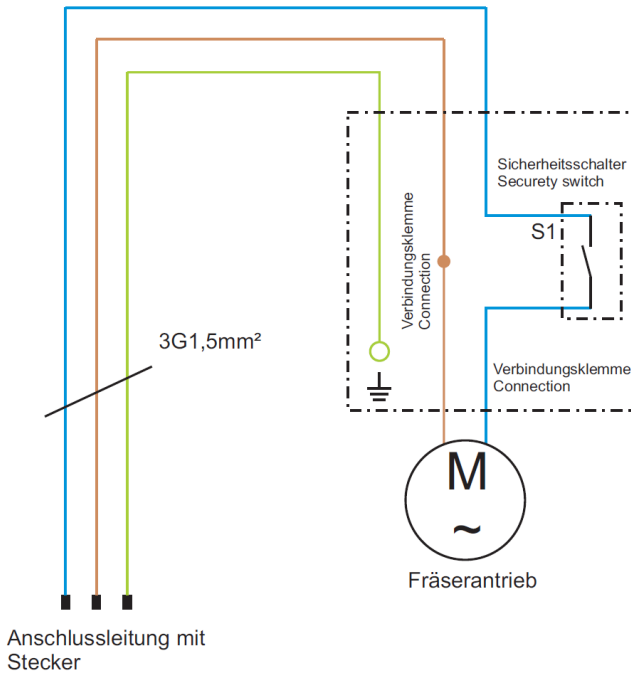 Sicherheitsschalter
Securety switch
S1
Verbindungsklemme
Connection
3G1,5mm²
Verbindungsklemme
Connection
M
~
Fräserantrieb
Anschlussleitung mit
Stecker